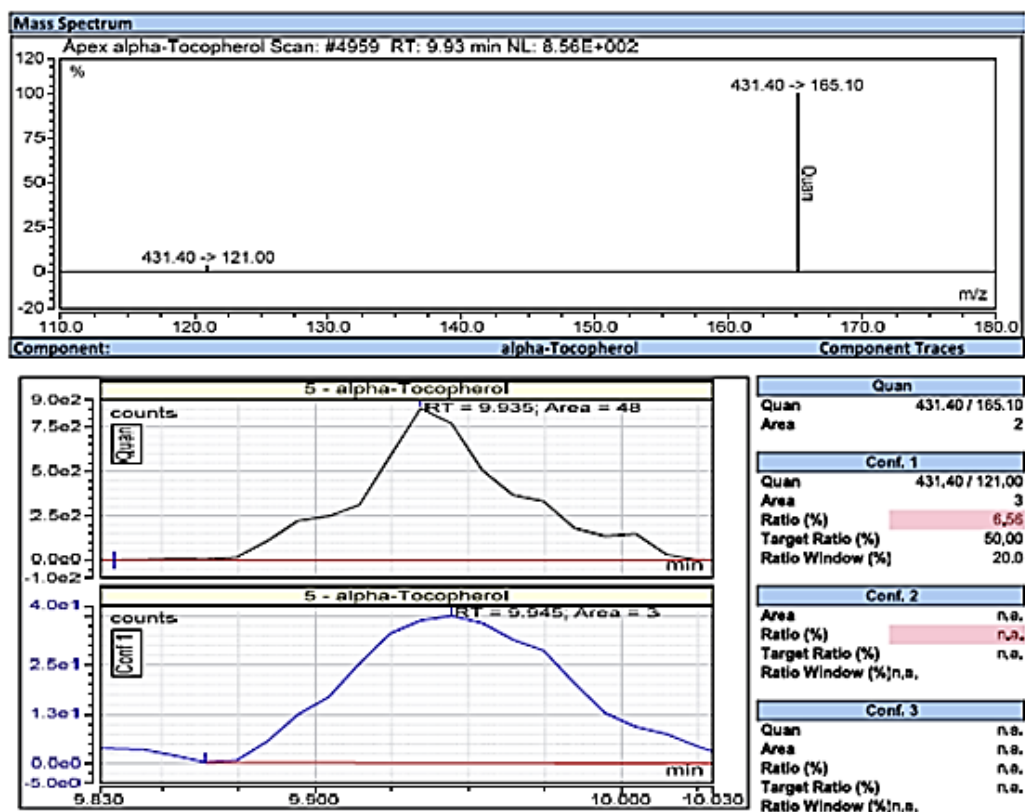 Mass Spectrum
Apex alpha-Tocopherol Scan: #4959 RT: 9.93 min NL: 8.56E+002
120
%
100
431.40 -> 165.10
75
50
Quan
25
431.40 -> 121.00
0
-20
m/z
110.0 120.0 130.0 140.0 150.0 160.0 170.0 180.0
Component: alpha-Tocopherol Component Traces
5 - alpha-Tocopherol
9.0e2
counts
RT = 9.935; Area = 48
7.5e2
Quan
5.0e2
2.5e2
0.0e0
min
-1.0e2
5 - alpha-Tocopherol
4.0e1
counts
RT = 9.945; Area = 3
Conf 1
2.5e1
1.3e1
0.0e0
min
-5.0e0
9.830 9.900 10.000 10.030
Quan
Quan 431.40 / 165.10
Area 2
Conf. 1
Quan 431,40 / 121,00
Area 3
Ratio (%) 6,56
Target Ratio (%) 50,00
Ratio Window (%) 20.0
Conf. 2
Area n.a.
Ratio (%) n.a.
Target Ratio (%) n.a.
Ratio Window (%)n.a.
Conf. 3
Quan n.a.
Area n.a.
Ratio (%) n.a.
Target Ratio (%) n.a.
Ratio Window (%)n.a.